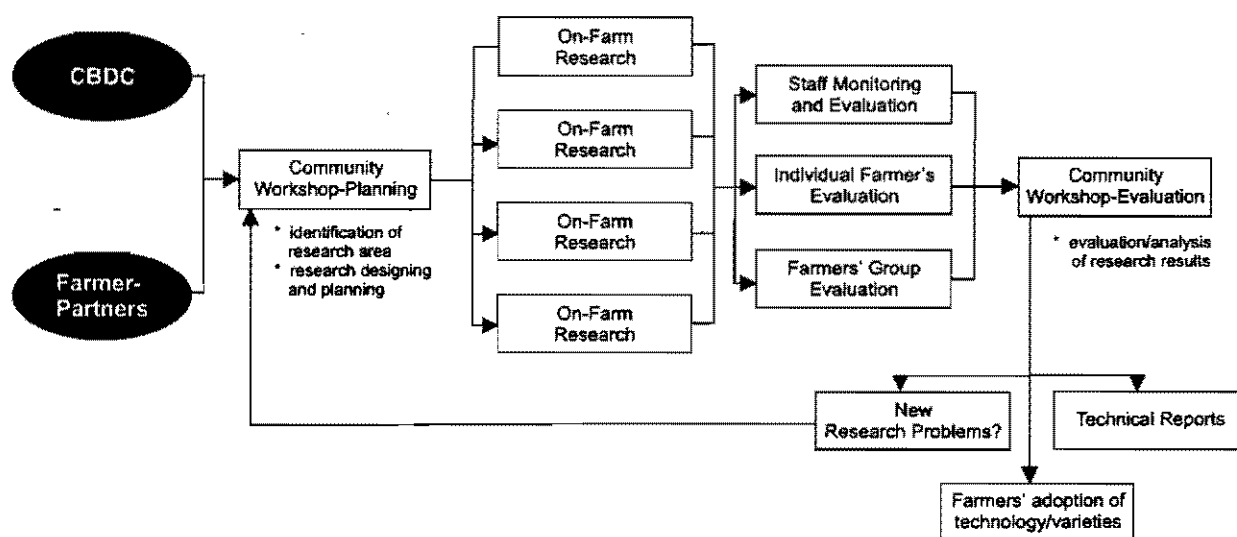 CBDC
Farmer-
Partners
Community
Workshop-Planning
* identification of
research area
* research designing
and planning
On-Farm
Research
On-Farm
Research
On-Farm
Research
On-Farm
Research
Staff Monitoring
and Evaluation
Individual Farmer's
Evaluation
Farmers' Group
Evaluation
Community
Workshop-Evaluation
* evaluation/analysis
of research results
New
Research Problems?
Technical Reports
Farmers' adoption of
technology/varieties